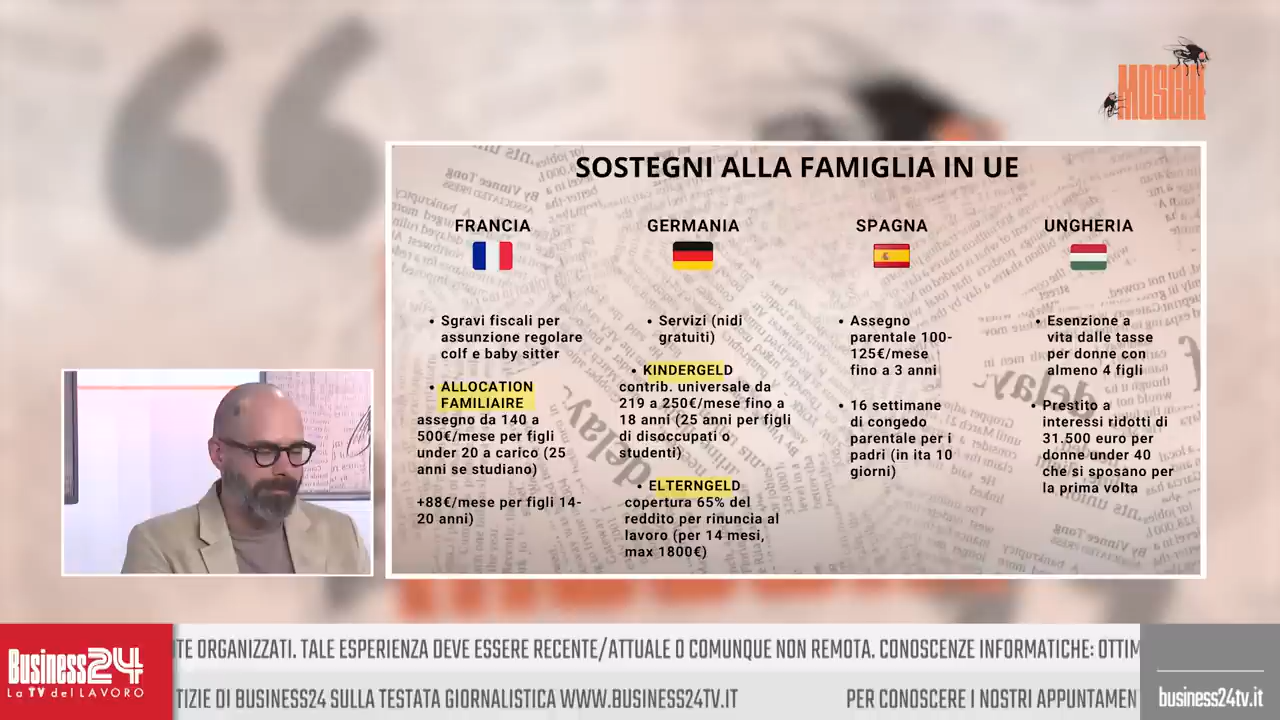 MOSCHE
SOSTEGNI ALLA FAMIGLIA IN UE
FRANCIA
• Sgravi fiscali per
assunzione regolare
colf e baby sitter
• ALLOCATION
FAMILIAIRE
assegno da 140 a
500€/mese per figli
under 20 a carico (25
anni se studiano)
+88€/mese per figli 14-
20 anni)
GERMANIA
• Servizi (nidi
gratuiti)
• KINDERGELD
contrib. universale da
219 a 250€/mese fino a
18 anni (25 anni per figli
di disoccupati o
studenti)
• ELTERNGELD
copertura 65% del
reddito per rinuncia al
lavoro (per 14 mesi,
max 1800€)
SPAGNA
• Assegno
parentale 100-
125€/mese
fino a 3 anni
• 16 settimane
di congedo
parentale per i
padri (in ita 10
giorni)
UNGHERIA
• Esenzione a
vita dalle tasse
per donne con
almeno 4 figli
• Prestito a
interessi ridotti di
31.500 euro per
donne under 40
che si sposano per
la prima volta
delay.
delay.
TE ORGANIZZATI. TALE ESPERIENZA DEVE ESSERE RECENTE/ATTUALE O COMUNQUE NON REMOTA. CONOSCENZE INFORMATICHE: OTTIM
Business24
La TV del LAVORO
TIZIE DI BUSINESS24 SULLA TESTATA GIORNALISTICA WWW.BUSINESS24TV.IT PER CONOSCERE I NOSTRI APPUNTAMEN
business24tv.it